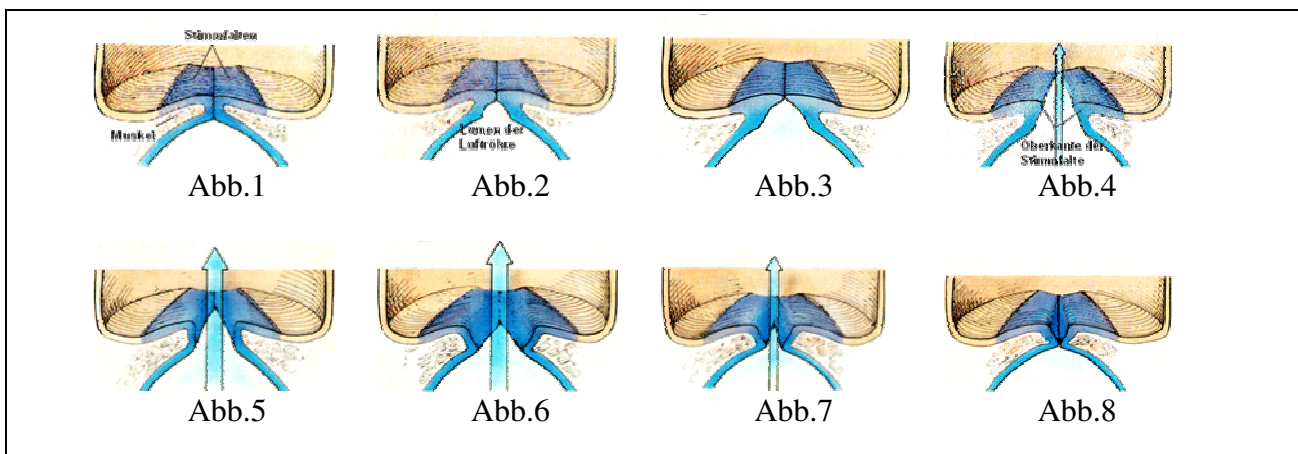 Stimmfalten
Muskel
Lumen der
Luftröhre
Oberkante der
Stimmfalte
Abb.1
Abb.2
Abb.3
Abb.4
Abb.5
Abb.6
Abb.7
Abb.8